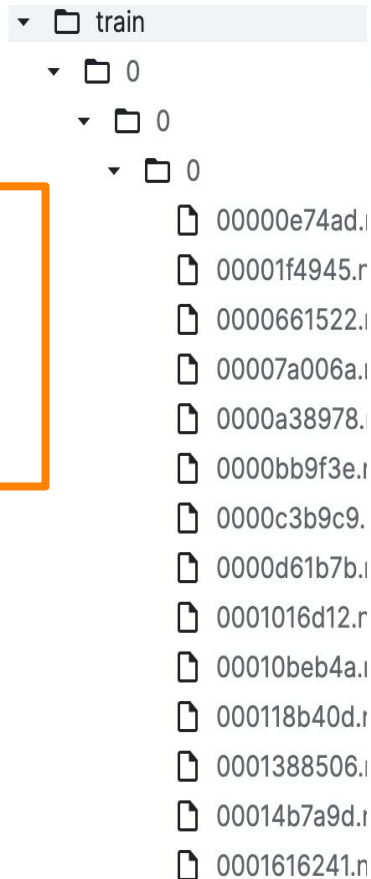 train
0
0
0
00000e74ad.
00001f4945.
0000661522.
00007a006a.
0000a38978.
0000bb9f3e.
0000c3b9c9.
0000d61b7b.
0001016d12.
00010beb4a.
000118b40d.
0001388506.
00014b7a9d.
0001616241.